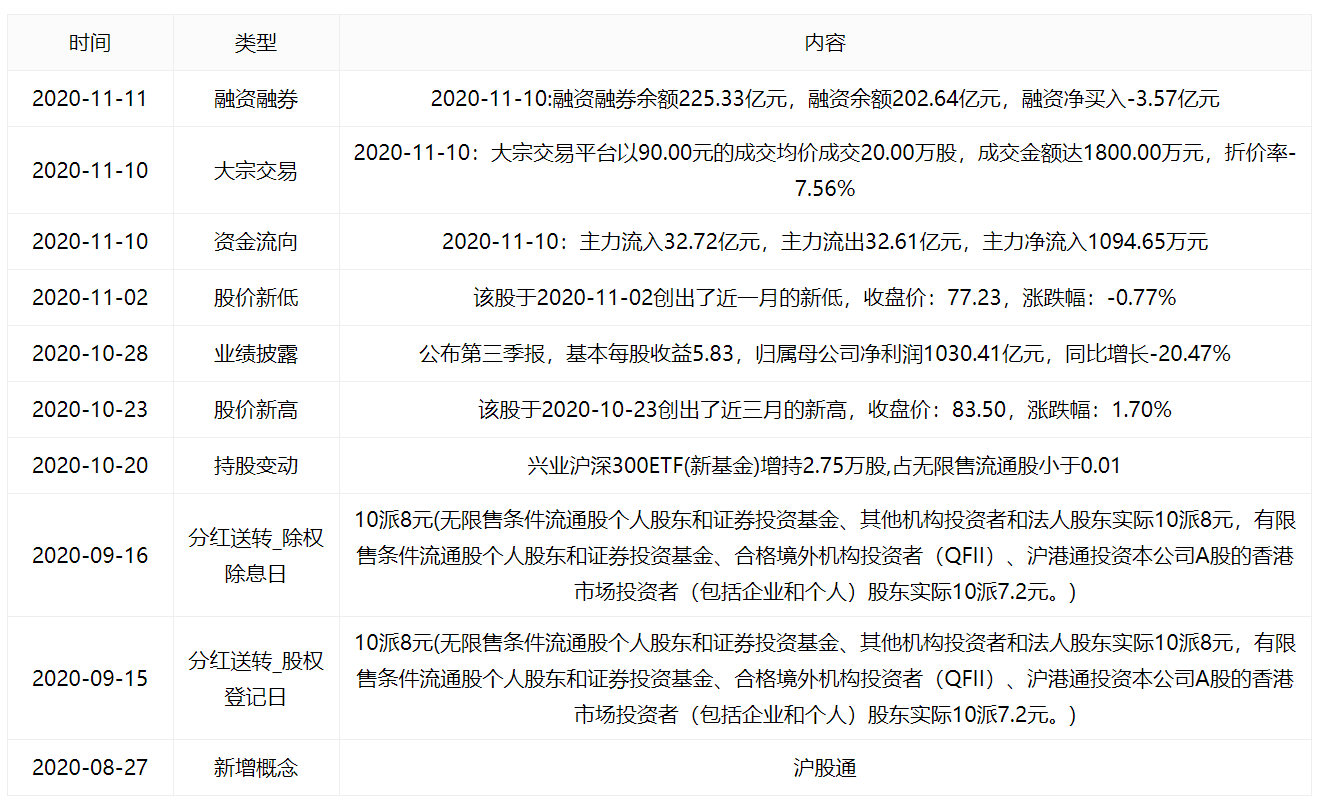 时间 类型 内容
2020-11-11 融资融券 2020-11-10:融资融券余额225.33亿元，融资余额202.64亿元，融资净买入-3.57亿元
2020-11-10 大宗交易 2020-11-10：大宗交易平台以90.00元的成交均价成交20.00万股，成交金额达1800.00万元，折价率-
7.56%
2020-11-10 资金流向 2020-11-10：主力流入32.72亿元，主力流出32.61亿元，主力净流入1094.65万元
2020-11-02 股价新低 该股于2020-11-02创出了近一月的新低，收盘价：77.23，涨跌幅：-0.77%
2020-10-28 业绩披露 公布第三季报，基本每股收益5.83，归属母公司净利润1030.41亿元，同比增长-20.47%
2020-10-23 股价新高 该股于2020-10-23创出了近三月的新高，收盘价：83.50，涨跌幅：1.70%
2020-10-20 持股变动 兴业沪深300ETF(新基金)增持2.75万股,占无限售流通股小于0.01
2020-09-16 分红送转_除权
除息日 10派8元(无限售条件流通股个人股东和证券投资基金、其他机构投资者和法人股东实际10派8元，有限
售条件流通股个人股东和证券投资基金、合格境外机构投资者（QFII）、沪港通投资本公司A股的香港
市场投资者（包括企业和个人）股东实际10派7.2元。)
2020-09-15 分红送转_股权
登记日 10派8元(无限售条件流通股个人股东和证券投资基金、其他机构投资者和法人股东实际10派8元，有限
售条件流通股个人股东和证券投资基金、合格境外机构投资者（QFII）、沪港通投资本公司A股的香港
市场投资者（包括企业和个人）股东实际10派7.2元。)
2020-08-27 新增概念 沪股通